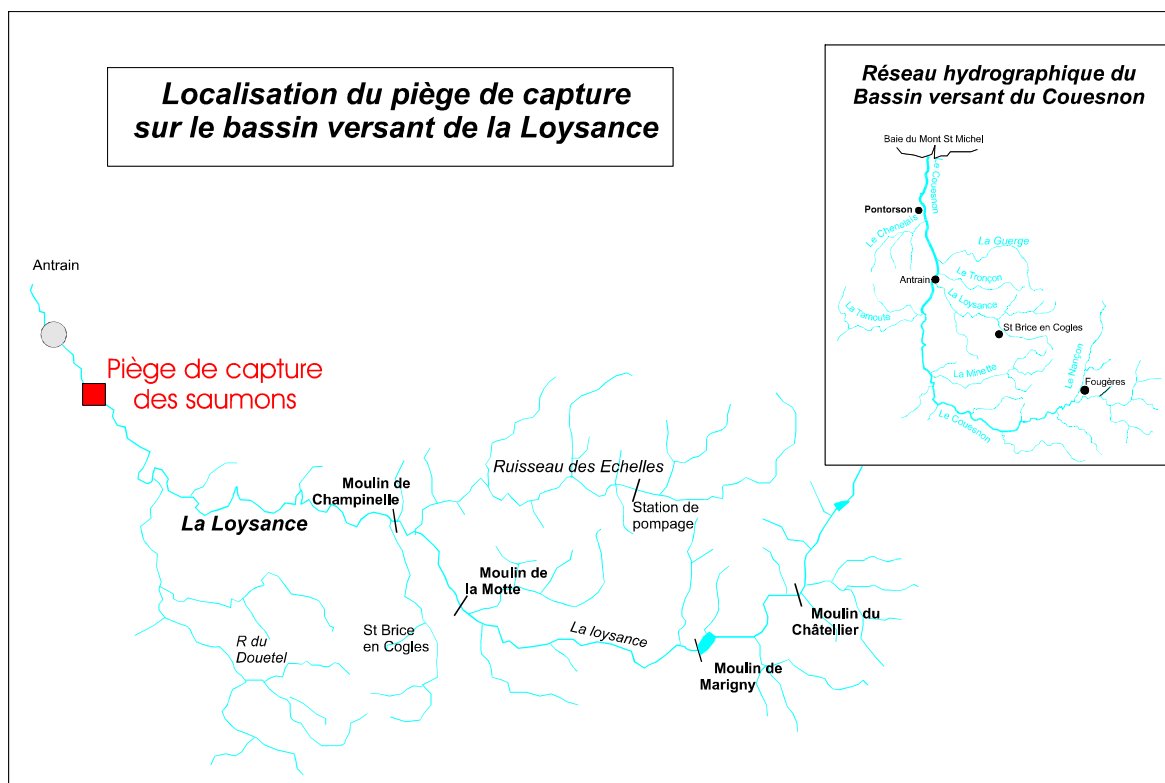 Localisation du piège de capture
sur le bassin versant de la Loysance
Réseau hydrographique du
Bassin versant du Couesnon
Baie du Mont St Michel
Le Couesnon
Pontorson
Le Chenelais
La Guerge
Le Tronçon
Antrain
La Loysance
La Tamoute
St Brice en Cogles
La Minette
Le Nançon
Fougères
Le Couesnon
Antrain
Piège de capture
des saumons
Ruisseau des Echelles
Moulin de
Champinelle
Station de
pompage
La Loysance
Moulin de
la Motte
Moulin du
Châtellier
St Brice
en Cogles
La loysance
R du
Douetel
Moulin de
Marigny